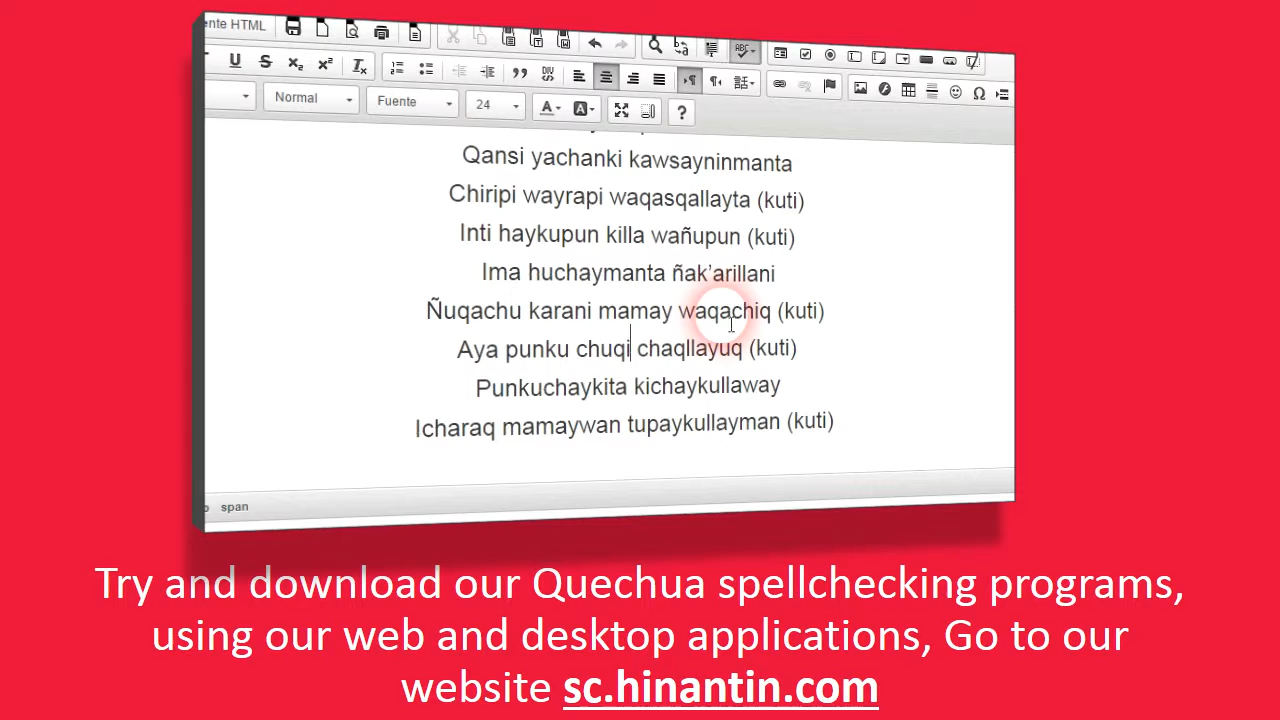 ente HTML
Normal Fuente 24
Qansi yachanki kawsayninmanta
Chiripi wayrapi waqasqallayta (kuti)
Inti haykupun killa wañupun (kuti)
Ima huchaymanta ñak'arillani
Ñuqachu karani mamay waqachiq (kuti)
Aya punku chuqi chaqllayuq (kuti)
Punkuchaykita kichaykullaway
Icharaq mamaywan tupaykullayman (kuti)
span
Try and download our Quechua spellchecking programs,
using our web and desktop applications, Go to our
website sc.hinantin.com